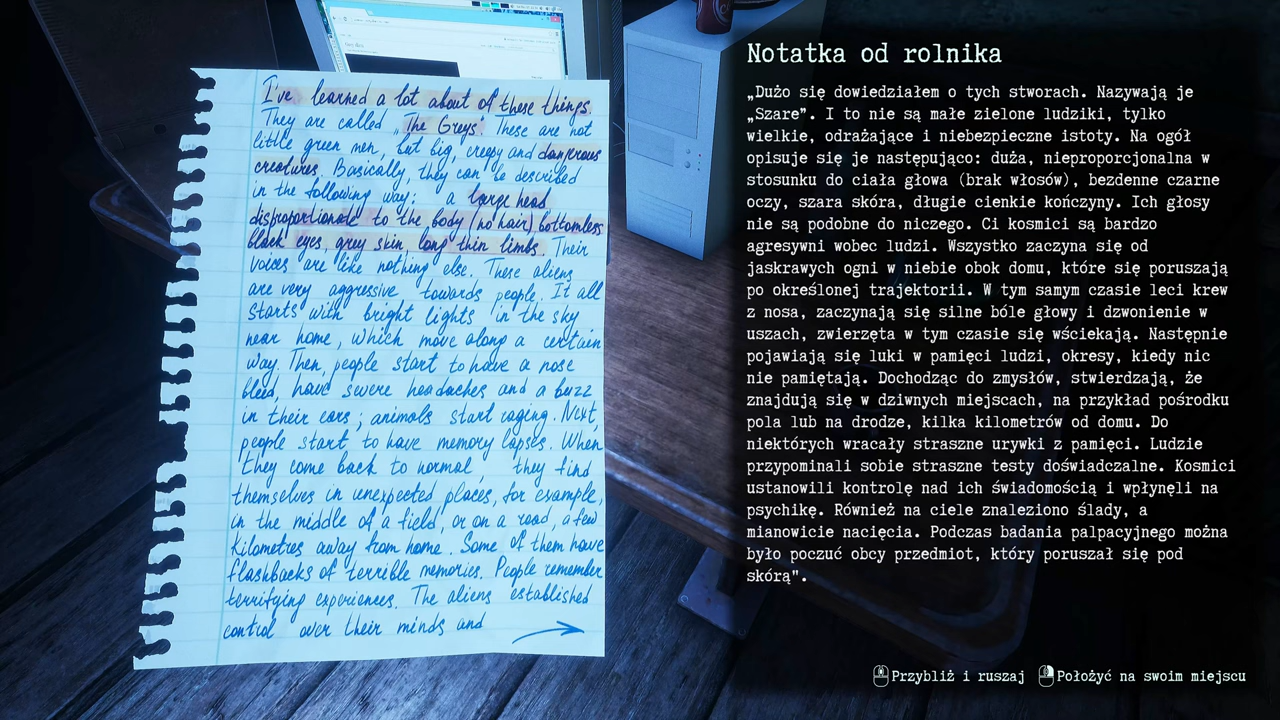 I've learned a lot about of these things.
They are called „The Greys". These are not
little green men, but big, creepy and dangerous
creatures. Basically, they can be described
in the following way: a large head
disproportionate to the body (no hair) bottomless
black eyes, grey skin, long thin limbs. Their
voices are like nothing else. These aliens
are very aggressive towards people. It all
starts with bright lights in the sky
near home, which move along a certain
way. Then, people start to have a nose
bleed, have severe headaches and a buzz
in their ears; animals start raging. Next,
people start to have memory lapses. When
they come back to normal they find
themselves in unexpected places, for example,
in the middle of a field, or on a road, a few
kilometres away from home. Some of them have
flashbacks of terrible memories. People remember
terrifying experiences. The aliens established
control over their minds and
Notatka od rolnika
„Dużo się dowiedziałem o tych stworach. Nazywają je
„Szare”. I to nie są małe zielone ludziki, tylko
wielkie, odrażające i niebezpieczne istoty. Na ogół
opisuje się je następująco: duża, nieproporcjonalna w
stosunku do ciała głowa (brak włosów), bezdenne czarne
oczy, szara skóra, długie cienkie kończyny. Ich głosy
nie są podobne do niczego. Ci kosmici są bardzo
agresywni wobec ludzi. Wszystko zaczyna się od
jaskrawych ogni w niebie obok domu, które się poruszają
po określonej trajektorii. W tym samym czasie leci krew
z nosa, zaczynają się silne bóle głowy i dzwonienie w
uszach, zwierzęta w tym czasie się wściekają. Następnie
pojawiają się luki w pamięci ludzi, okresy, kiedy nic
nie pamiętają. Dochodząc do zmysłów, stwierdzają, że
znajdują się w dziwnych miejscach, na przykład pośrodku
pola lub na drodze, kilka kilometrów od domu. Do
niektórych wracały straszne urywki z pamięci. Ludzie
przypominali sobie straszne testy doświadczalne. Kosmici
ustanowili kontrolę nad ich świadomością i wpłynęli na
psychikę. Również na ciele znaleziono ślady, a
mianowicie nacięcia. Podczas badania palpacyjnego można
było poczuć obcy przedmiot, który poruszał się pod
skórą".
Przybliż i ruszaj
Położyć na swoim miejscu